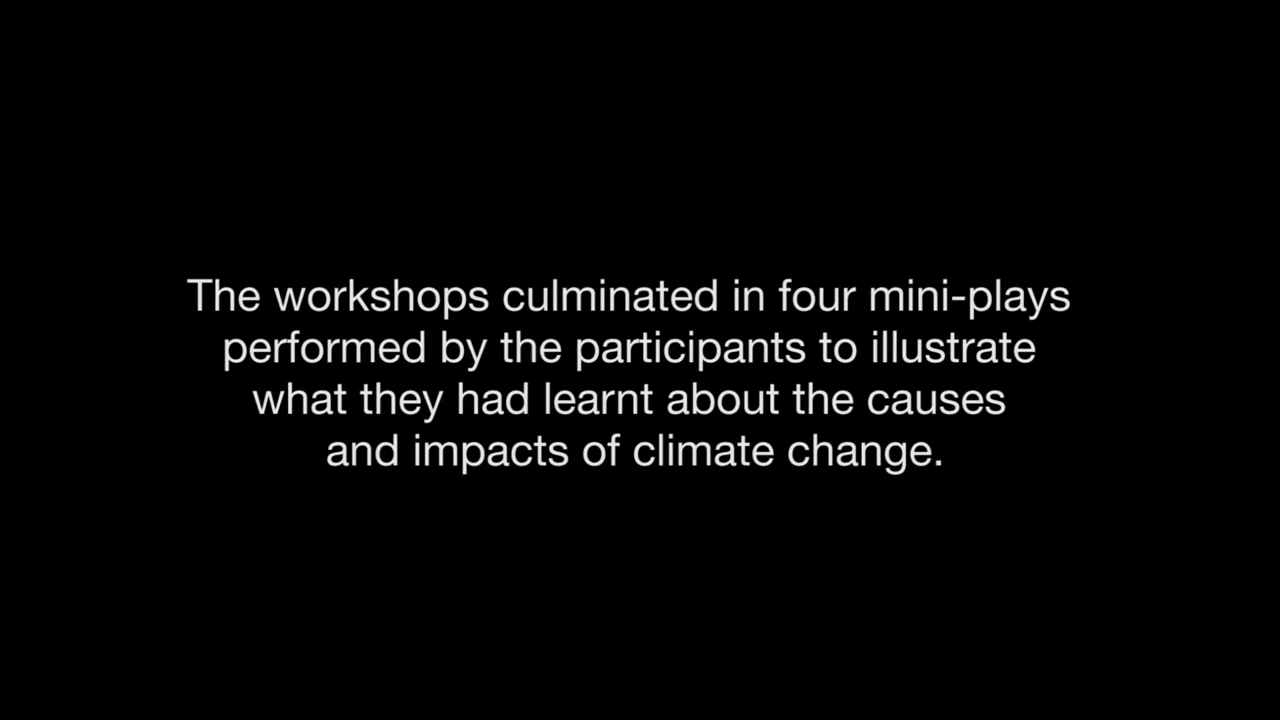 The workshops culminated in four mini-plays
performed by the participants to illustrate
what they had learnt about the causes
and impacts of climate change.